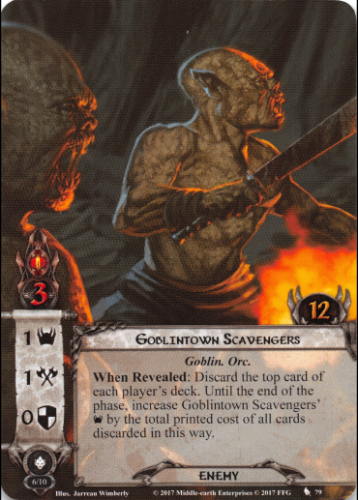 12
3
GOBLINTOWN SCAVENGERS
1
Goblin. Orc.
When Revealed: Discard the top card of
1
each player's deck. Until the end of the
phase, increase Goblintown Scavengers'
0
by the total printed cost of all cards
discarded in this way.
6/10
ENEMY
Illus. Jarreau Wimberly
© 2017 Middle-earth Enterprises © 2017 FFG
79